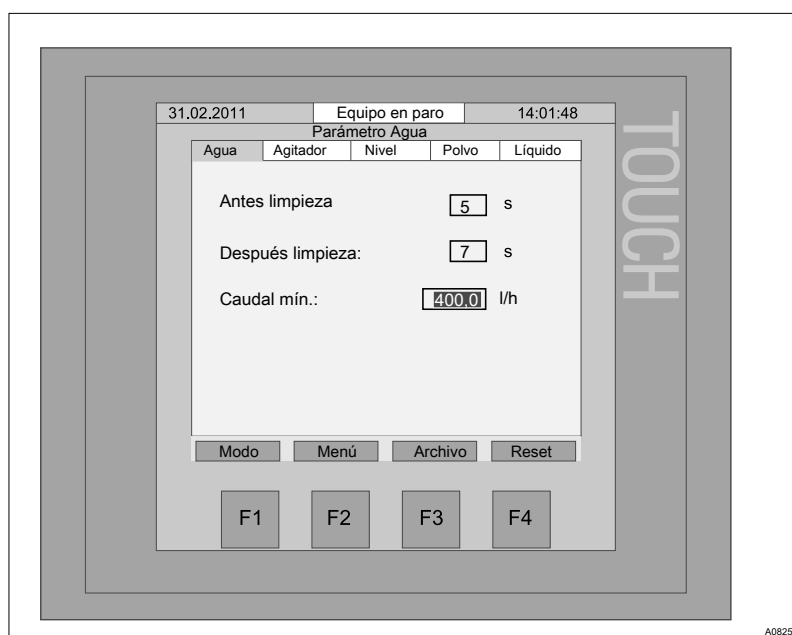 31.02.2011 Equipo en paro 14:01:48
Parámetro Agua
Agua Agitador Nivel Polvo Líquido
Antes limpieza 5 s
Después limpieza: 7 s
Caudal mín.: 400,0 l/h
Modo Menú Archivo Reset
F1 F2 F3 F4
TOUCH
A0825